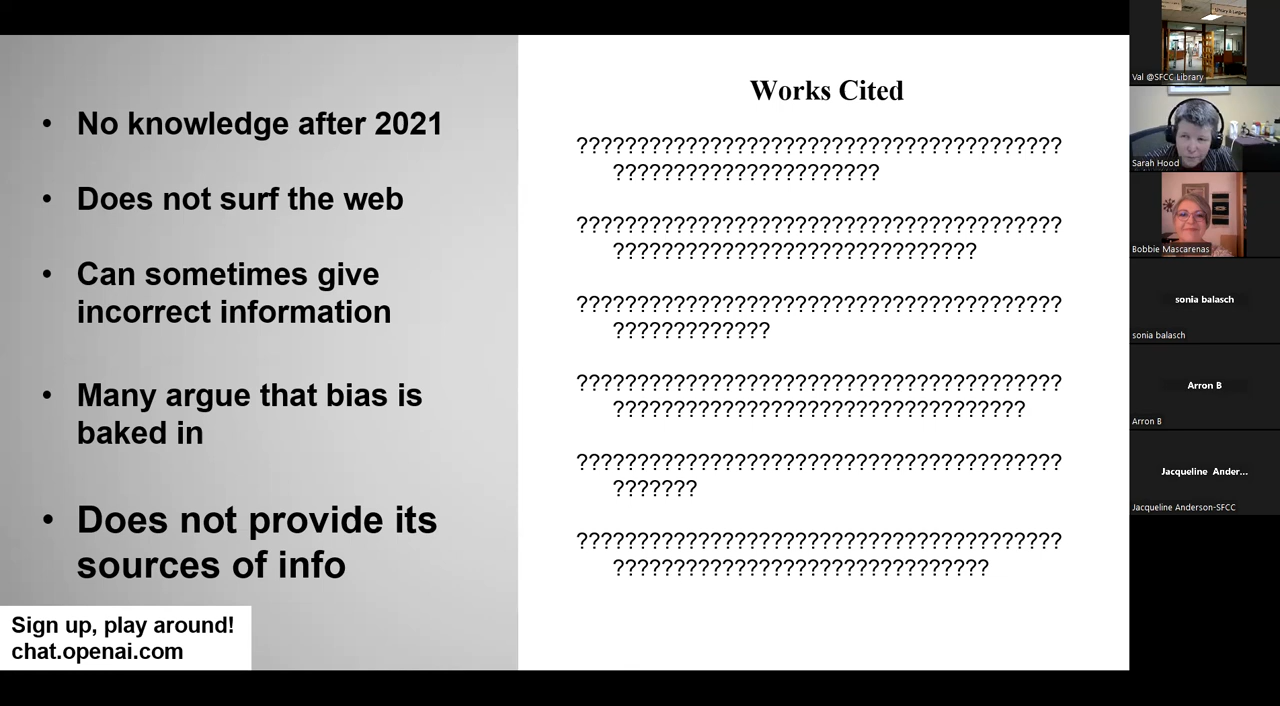 • No knowledge after 2021
• Does not surf the web
• Can sometimes give
incorrect information
• Many argue that bias is
baked in
• Does not provide its
sources of info
Sign up, play around!
chat.openai.com
Works Cited
????????????????????????????????????????
??????????????????????
????????????????????????????????????????
??????????????????????????????
????????????????????????????????????????
?????????????
????????????????????????????????????????
??????????????????????????????????
????????????????????????????????????????
???????
????????????????????????????????????????
???????????????????????????????
Val @SFCC Library
Sarah Hood
Bobbie Mascarenas
sonia balasch
sonia balasch
Arron B
Arron B
Jacqueline Ander...
Jacqueline Anderson-SFCC